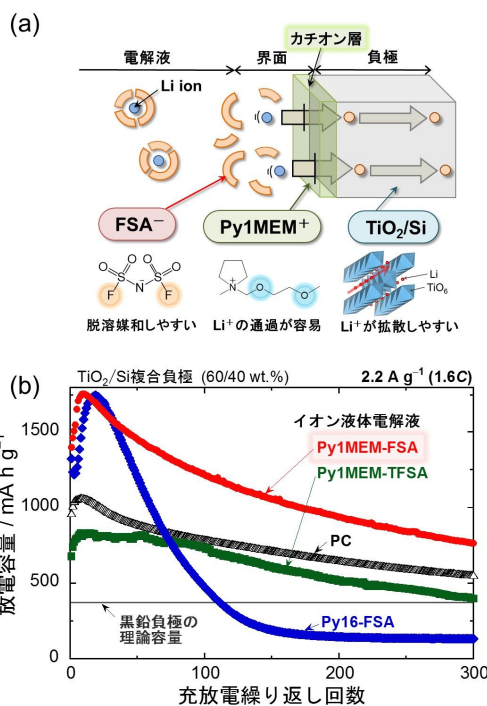 (a)
カチオン層
電解液
界面
負極
Li ion
FSA−
Py1MEM+
TiO2/Si
O O O O
S N S
F F
N+ O O
Li
TiO6
脱溶媒和しやすい
Li+の通過が容易
Li+が拡散しやすい
(b)
TiO2/Si複合負極 (60/40 wt.%)
2.2 A g−1 (1.6C)
イオン液体電解液
Py1MEM-FSA
Py1MEM-TFSA
PC
黒鉛負極の
理論容量
Py16-FSA
放電容量 / mA h g−1
1500
1000
500
0
0 100 200 300
充放電繰り返し回数